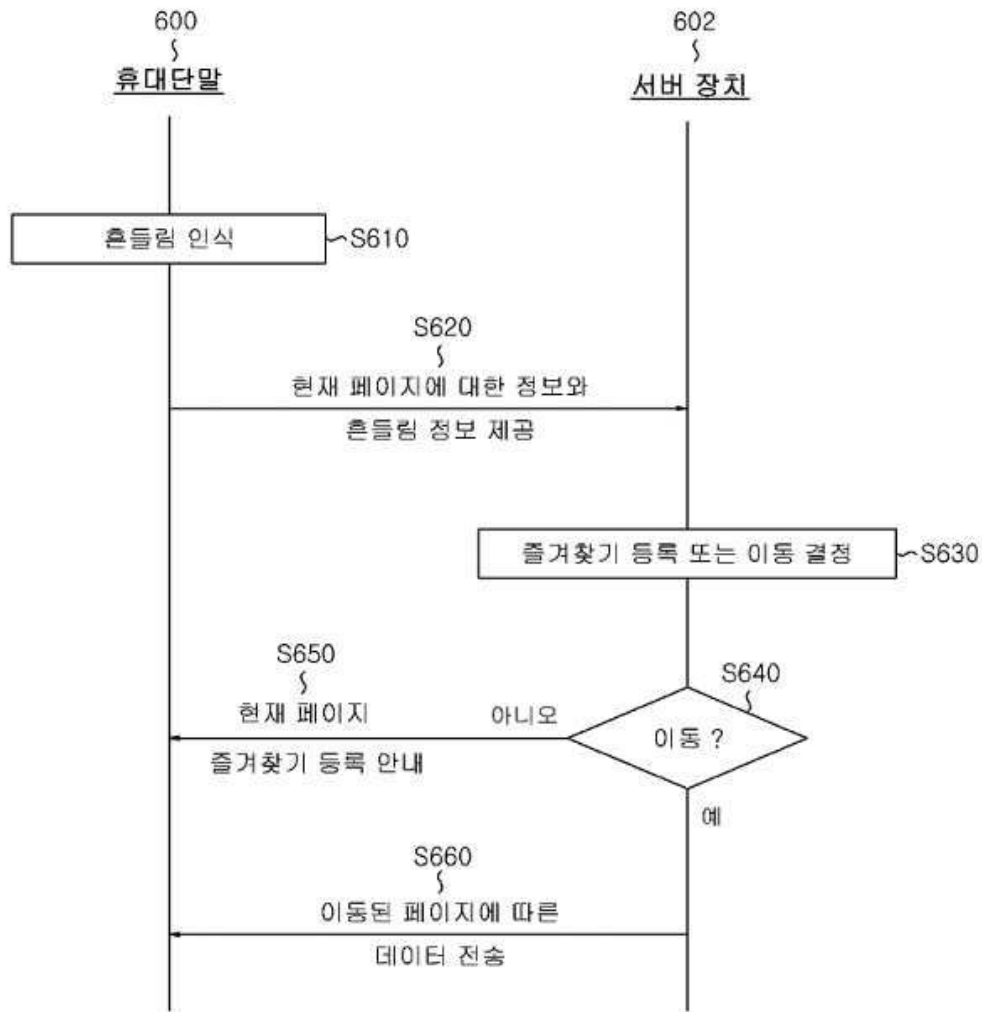 600
602
휴대단말
서버 장치
흔들림 인식
S610
S620
현재 페이지에 대한 정보와
흔들림 정보 제공
즐겨찾기 등록 또는 이동 결정
S630
S650
S640
현재 페이지
아니오
이동 ?
즐겨찾기 등록 안내
예
S660
이동된 페이지에 따른
데이터 전송